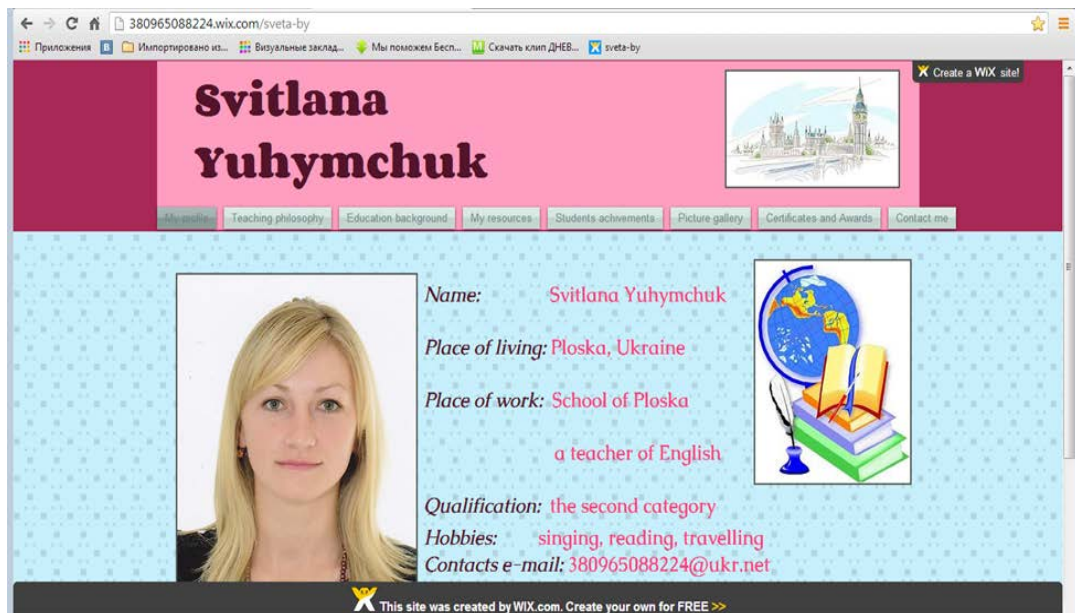 380965088224.wix.com/sveta-by
Приложения Импортировано из... Визуальные заклад... Мы поможем Бесп... Скачать клип ДНЕВ... sveta-by
Create a WiX site!
Svitlana
Yuhymchuk
My profile Teaching philosophy Education background My resources Students achivements Picture gallery Certificates and Awards Contact me
Name: Svitlana Yuhymchuk
Place of living: Ploska, Ukraine
Place of work: School of Ploska
a teacher of English
Qualification: the second category
Hobbies: singing, reading, travelling
Contacts e-mail: 380965088224@ukr.net
This site was created by WIX.com. Create your own for FREE >>